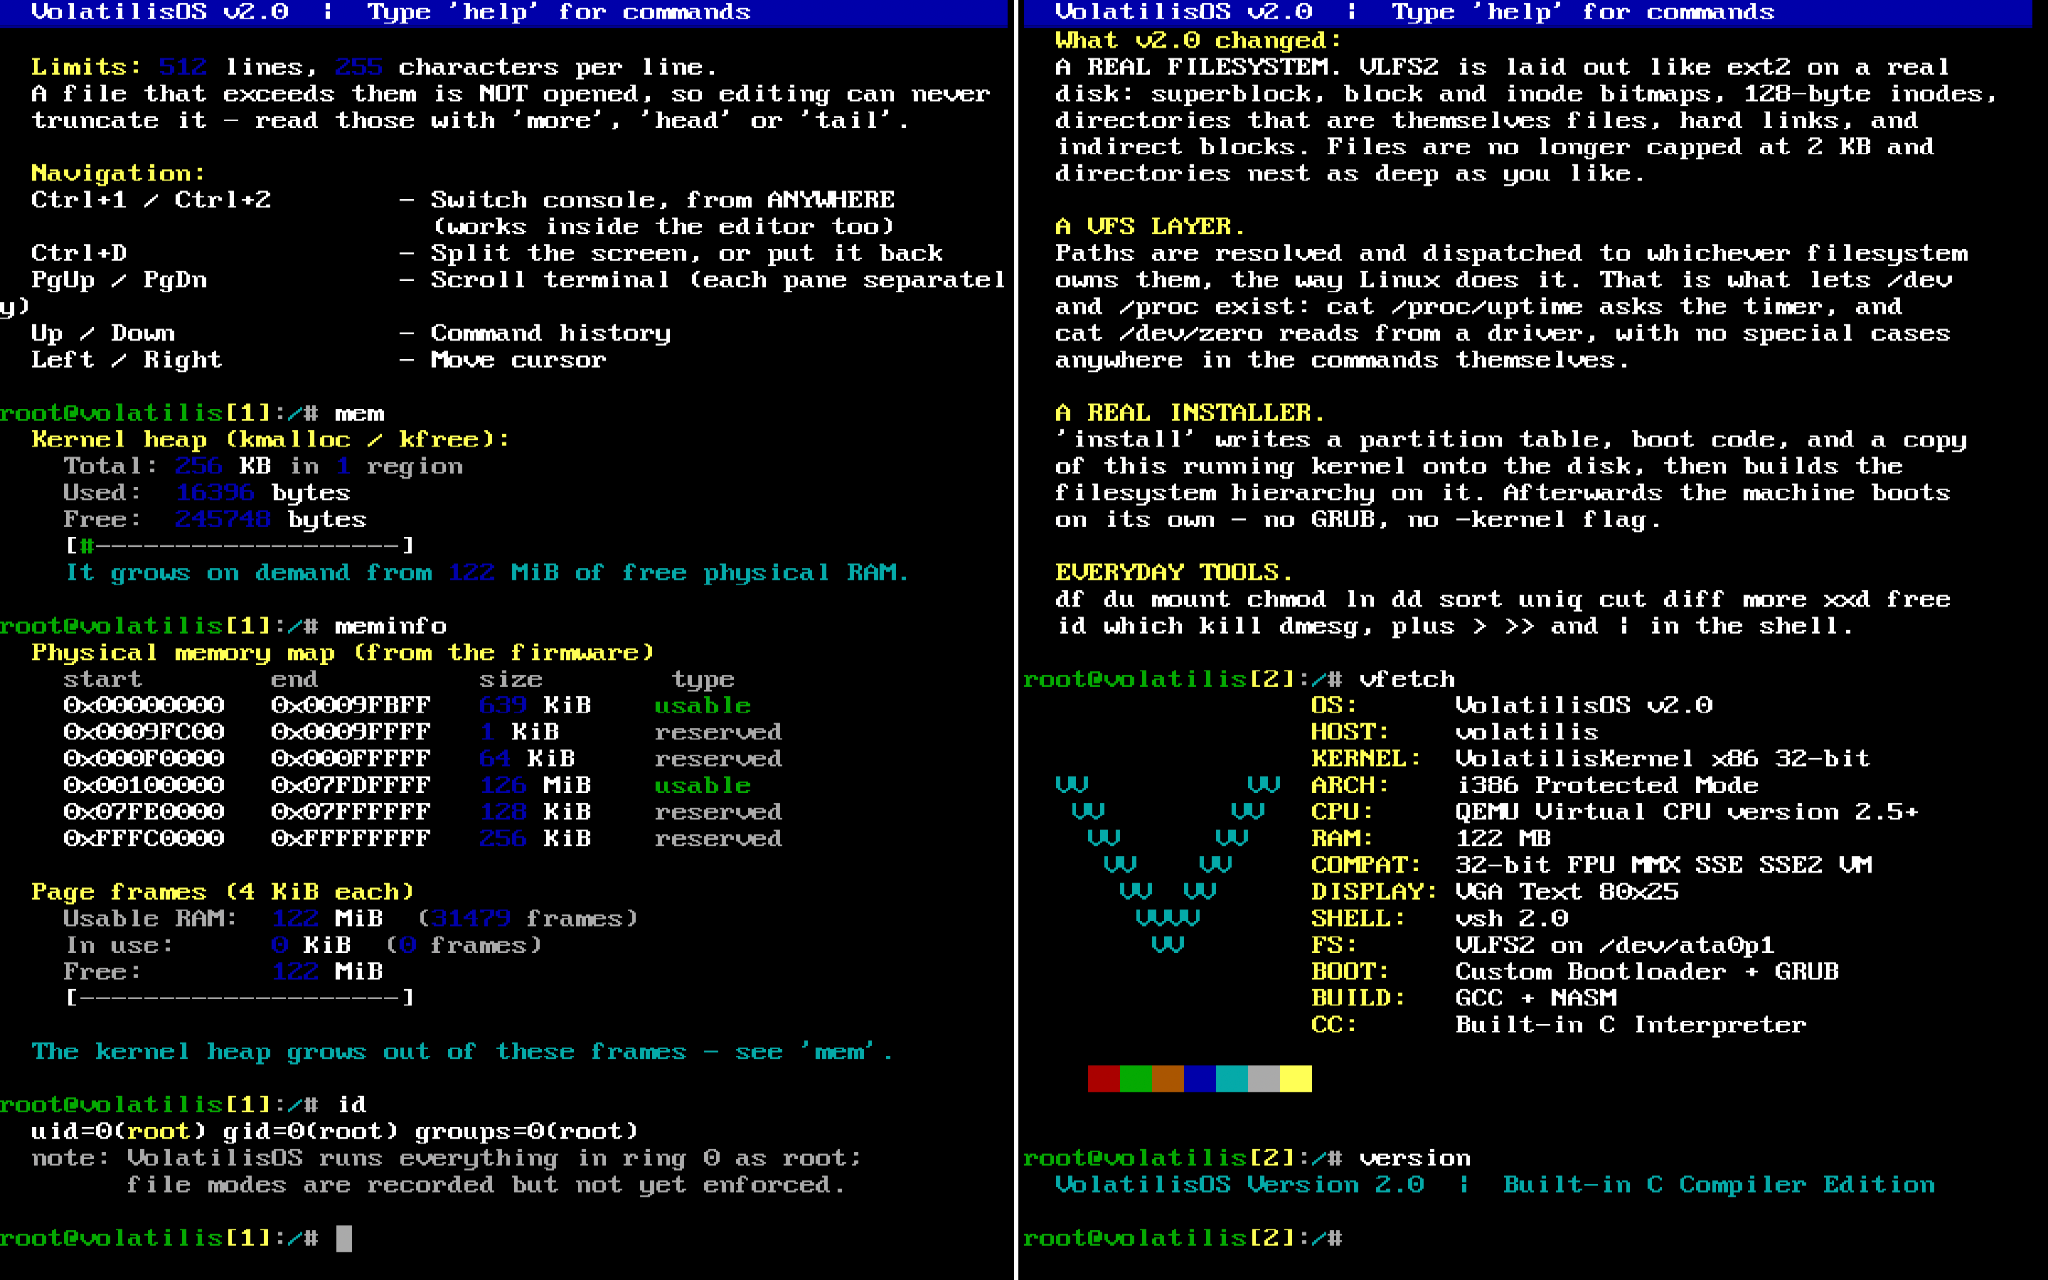 VolatilisOS v2.0  ¦  Type 'help' for commands
Limits: 512 lines, 255 characters per line.
A file that exceeds them is NOT opened, so editing can never
truncate it - read those with 'more', 'head' or 'tail'.
Navigation:
Ctrl+1 / Ctrl+2 - Switch console, from ANYWHERE
(works inside the editor too)
Ctrl+D - Split the screen, or put it back
PgUp / PgDn - Scroll terminal (each pane separatel
y)
Up / Down - Command history
Left / Right - Move cursor
root@volatilis[1]:/# mem
Kernel heap (kmalloc / kfree):
Total: 256 KB in 1 region
Used: 16396 bytes
Free: 245748 bytes
[#-------------------]
It grows on demand from 122 MiB of free physical RAM.
root@volatilis[1]:/# meminfo
Physical memory map (from the firmware)
start end size type
0x00000000 0x0009FBFF 639 KiB usable
0x0009FC00 0x0009FFFF 1 KiB reserved
0x000F0000 0x000FFFFF 64 KiB reserved
0x00100000 0x07FDFFFF 126 MiB usable
0x07FE0000 0x07FFFFFF 128 KiB reserved
0xFFFC0000 0xFFFFFFFF 256 KiB reserved
Page frames (4 KiB each)
Usable RAM: 122 MiB (31479 frames)
In use: 0 KiB (0 frames)
Free: 122 MiB
[--------------------]
The kernel heap grows out of these frames - see 'mem'.
root@volatilis[1]:/# id
uid=0(root) gid=0(root) groups=0(root)
note: VolatilisOS runs everything in ring 0 as root;
file modes are recorded but not yet enforced.
root@volatilis[1]:/#
VolatilisOS v2.0  ¦  Type 'help' for commands
What v2.0 changed:
A REAL FILESYSTEM. VLFS2 is laid out like ext2 on a real
disk: superblock, block and inode bitmaps, 128-byte inodes,
directories that are themselves files, hard links, and
indirect blocks. Files are no longer capped at 2 KB and
directories nest as deep as you like.
A VFS LAYER.
Paths are resolved and dispatched to whichever filesystem
owns them, the way Linux does it. That is what lets /dev
and /proc exist: cat /proc/uptime asks the timer, and
cat /dev/zero reads from a driver, with no special cases
anywhere in the commands themselves.
A REAL INSTALLER.
'install' writes a partition table, boot code, and a copy
of this running kernel onto the disk, then builds the
filesystem hierarchy on it. Afterwards the machine boots
on its own - no GRUB, no -kernel flag.
EVERYDAY TOOLS.
df du mount chmod ln dd sort uniq cut diff more xxd free
id which kill dmesg, plus > >> and ¦ in the shell.
root@volatilis[2]:/# vfetch
OS: VolatilisOS v2.0
HOST: volatilis
KERNEL: VolatilisKernel x86 32-bit
VV VV ARCH: i386 Protected Mode
VV VV CPU: QEMU Virtual CPU version 2.5+
VV VV RAM: 122 MB
VV VV COMPAT: 32-bit FPU MMX SSE SSE2 VM
VV VV DISPLAY: VGA Text 80x25
VVVV SHELL: vsh 2.0
VV FS: VLFS2 on /dev/ata0p1
BOOT: Custom Bootloader + GRUB
BUILD: GCC + NASM
CC: Built-in C Interpreter
root@volatilis[2]:/# version
VolatilisOS Version 2.0  ¦  Built-in C Compiler Edition
root@volatilis[2]:/#